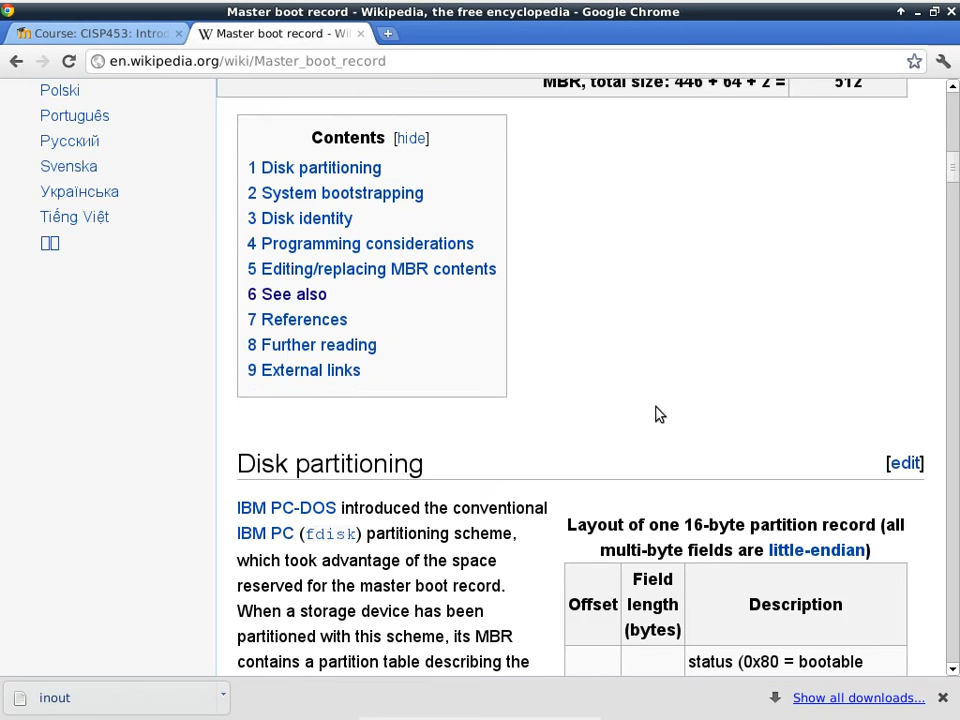 Master boot record - Wikipedia, the free encyclopedia - Google Chrome
Course: CISP453: Introd
Master boot record - Wi
en.wikipedia.org/wiki/Master_boot_record
MBR, total size: 446 + 64 + 2 = 512
Polski
Português
Русский
Svenska
Українська
Tiếng Việt
Contents [hide]
1 Disk partitioning
2 System bootstrapping
3 Disk identity
4 Programming considerations
5 Editing/replacing MBR contents
6 See also
7 References
8 Further reading
9 External links
Disk partitioning [edit]
IBM PC-DOS introduced the conventional
IBM PC (fdisk) partitioning scheme,
which took advantage of the space
reserved for the master boot record.
When a storage device has been
partitioned with this scheme, its MBR
contains a partition table describing the
Layout of one 16-byte partition record (all
multi-byte fields are little-endian)
Offset
Field
length
(bytes)
Description
status (0x80 = bootable
inout
Show all downloads...